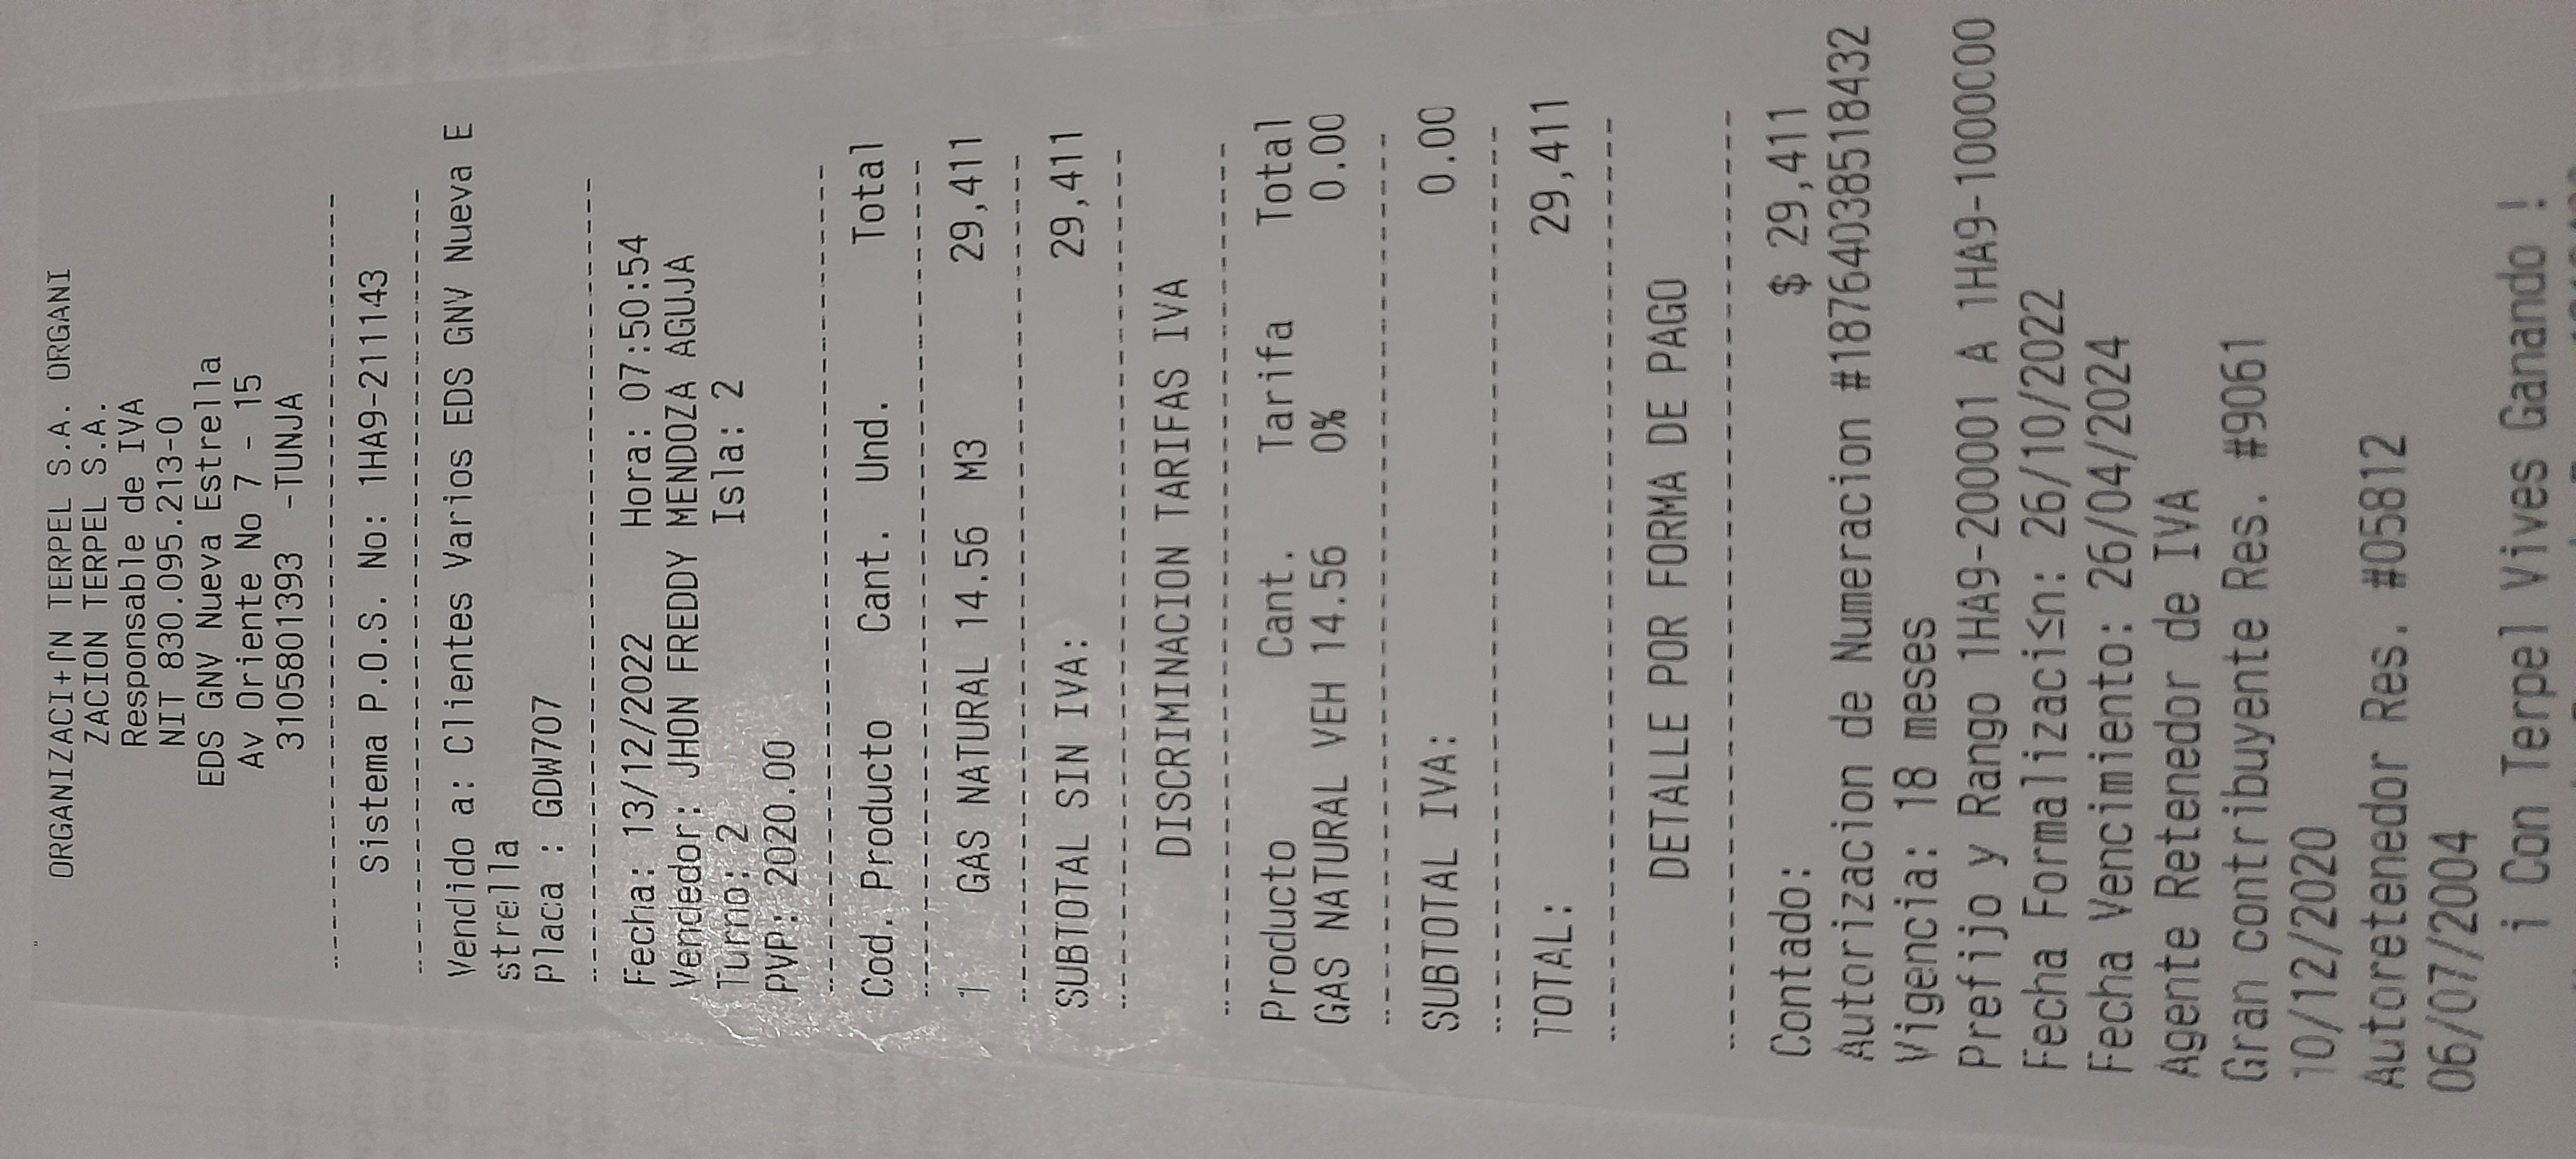 ORGANIZACI+ſN TERPEL S.A. ORGANI
ZACION TERPEL S.A.
Responsable de IVA
NIT 830.095.213-0
EDS GNV Nueva Estrella
Av Oriente No 7 - 15
3105801393 -TUNJA
--------------------------------
Sistema P.O.S. No: 1HA9-211143
--------------------------------
Vendido a: Clientes Varios EDS GNV Nueva E
strella
Placa : GDW707
--------------------------------
Fecha: 13/12/2022 Hora: 07:50:54
Vendedor: JHON FREDDY MENDOZA AGUJA
Turno: 2 Isla: 2
PVP: 2020.00
--------------------------------
Cod. Producto Cant. Und. Total
--------------------------------
1 GAS NATURAL 14.56 M3 29,411
--------------------------------
SUBTOTAL SIN IVA: 29,411
--------------------------------
DISCRIMINACION TARIFAS IVA
--------------------------------
Producto Cant. Tarifa Total
GAS NATURAL VEH 14.56 0% 0.00
--------------------------------
SUBTOTAL IVA: 0.00
--------------------------------
TOTAL: 29,411
--------------------------------
DETALLE POR FORMA DE PAGO
--------------------------------
Contado: $ 29,411
Autorizacion de Numeracion #18764038518432
Vigencia: 18 meses
Prefijo y Rango 1HA9-200001 A 1HA9-1000000
Fecha Formalizaci≤n: 26/10/2022
Fecha Vencimiento: 26/04/2024
Agente Retenedor de IVA
Gran contribuyente Res. #9061
10/12/2020
Autoretenedor Res. #05812
06/07/2004
¡ Con Terpel Vives Ganando !